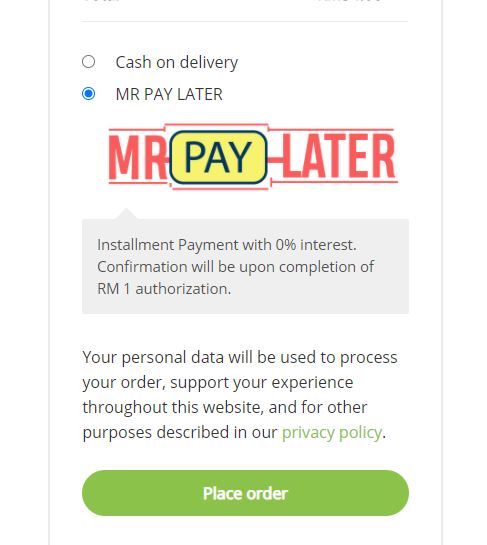 Cash on delivery
MR PAY LATER
MR PAY LATER
Installment Payment with 0% interest.
Confirmation will be upon completion of
RM 1 authorization.
Your personal data will be used to process
your order, support your experience
throughout this website, and for other
purposes described in our privacy policy.
Place order